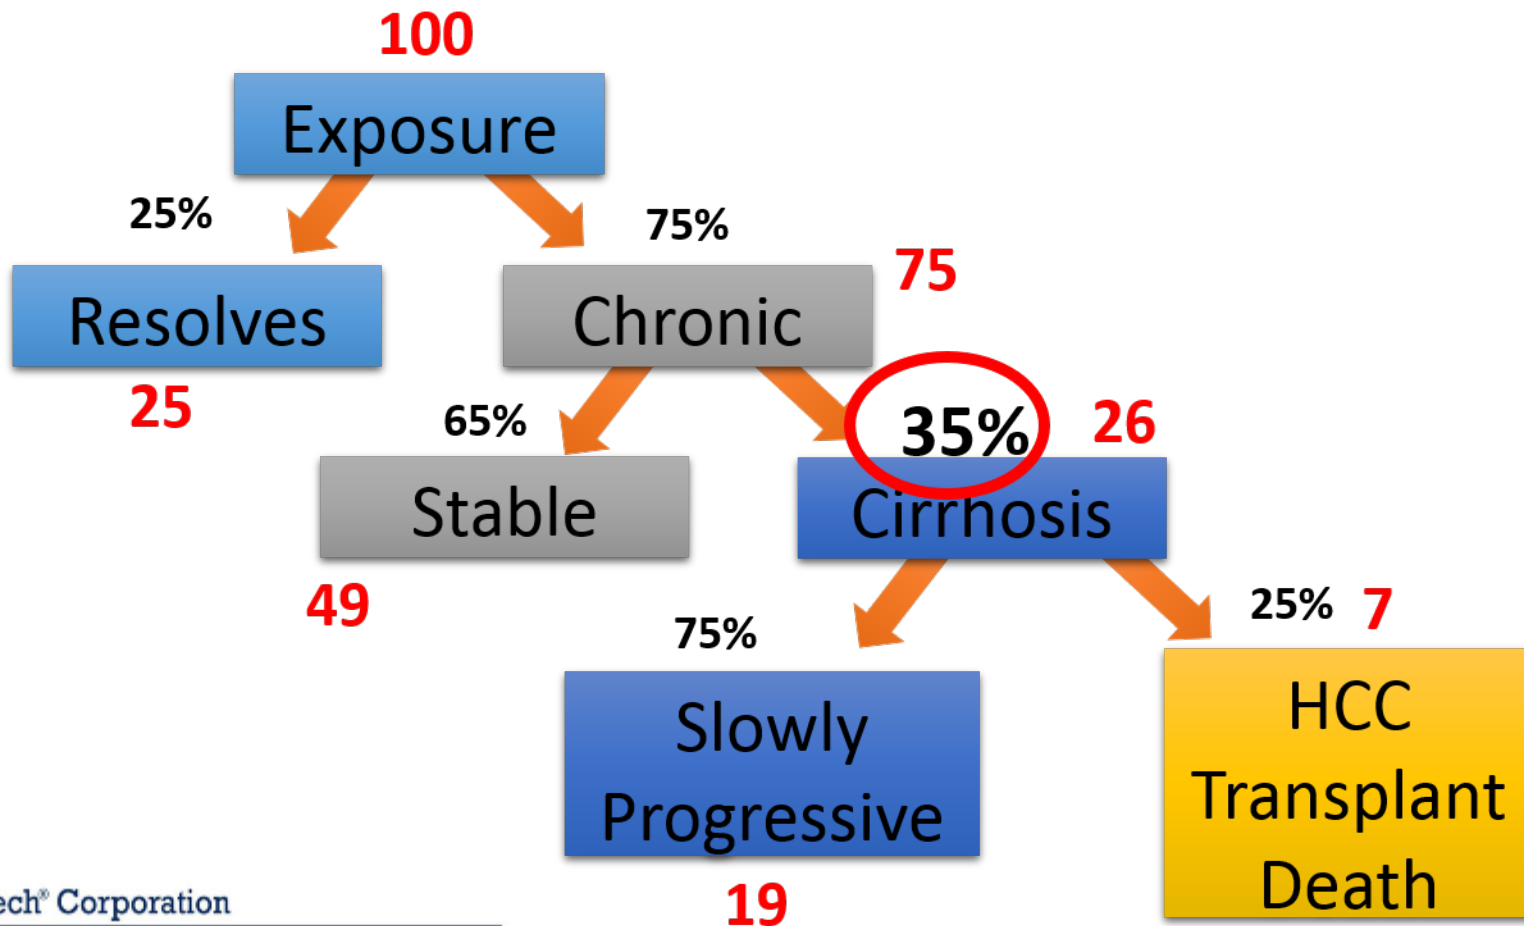 100
Exposure
25%
75%
Resolves
Chronic
75
25
65%
35%
26
Stable
Cirrhosis
49
75%
25%
7
Slowly
Progressive
HCC
Transplant
Death
19
ech® Corporation